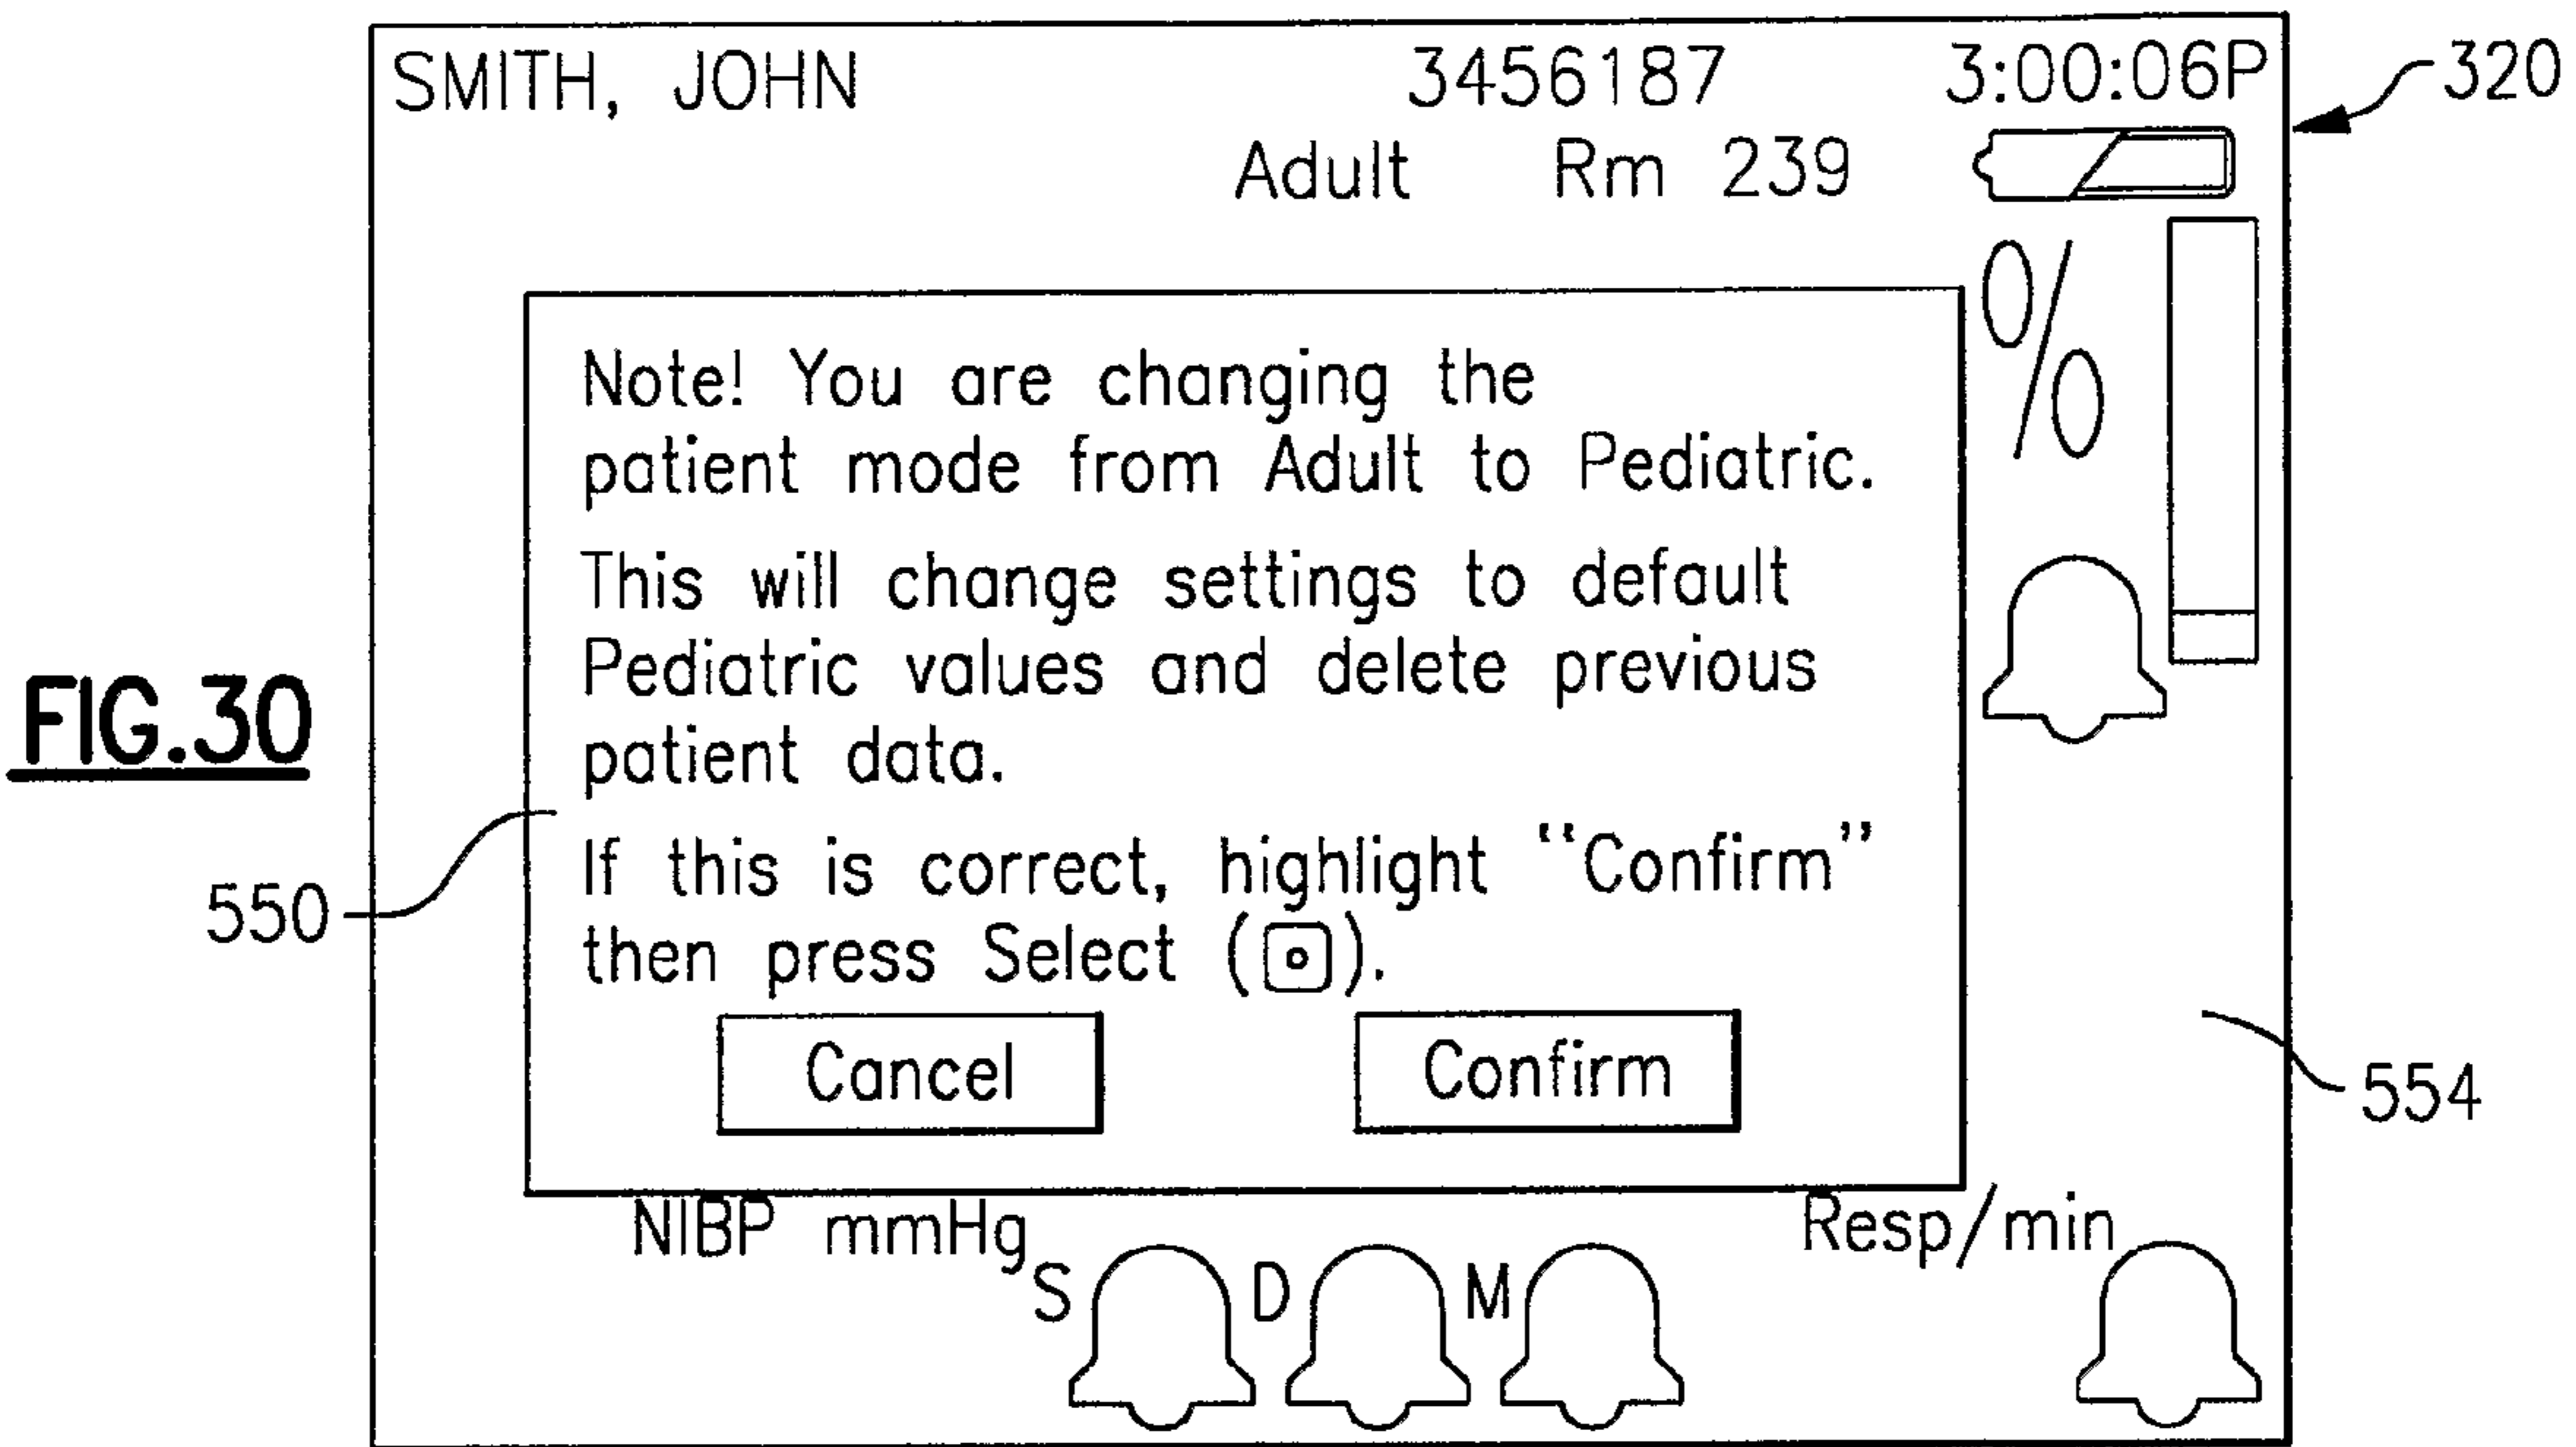 SMITH, JOHN 3456187 3:00:06P 320
Adult Rm 239
%
Note! You are changing the
patient mode from Adult to Pediatric.
This will change settings to default
Pediatric values and delete previous
patient data.
FIG.30
If this is correct, highlight "Confirm"
550
then press Select (⊡).
Cancel Confirm
554
NIBP mmHg Resp/min
S D M